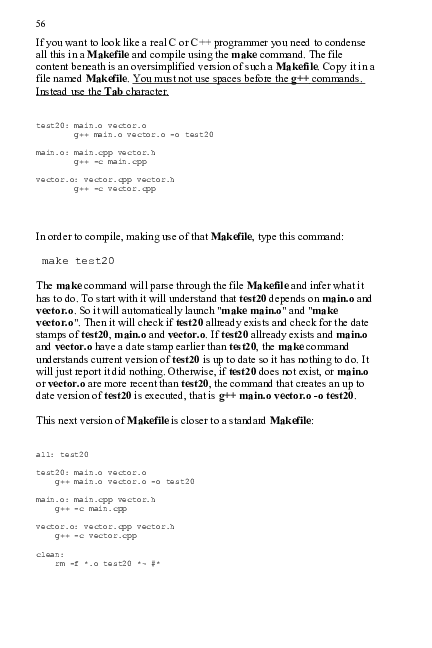 56
If you want to look like a real C or C++ programmer you need to condense
all this in a Makefile and compile using the make command. The file
content beneath is an oversimplified version of such a Makefile. Copy it in a
file named Makefile. You must not use spaces before the g++ commands.
Instead use the Tab character.
test20: main.o vector.o
g++ main.o vector.o -o test20
main.o: main.cpp vector.h
g++ -c main.cpp
vector.o: vector.cpp vector.h
g++ -c vector.cpp
In order to compile, making use of that Makefile, type this command:
make test20
The make command will parse through the file Makefile and infer what it
has to do. To start with it will understand that test20 depends on main.o and
vector.o. So it will automatically launch "make main.o" and "make
vector.o". Then it will check if test20 allready exists and check for the date
stamps of test20, main.o and vector.o. If test20 allready exists and main.o
and vector.o have a date stamp earlier than test20, the make command
understands current version of test20 is up to date so it has nothing to do. It
will just report it did nothing. Otherwise, if test20 does not exist, or main.o
or vector.o are more recent than test20, the command that creates an up to
date version of test20 is executed, that is g++ main.o vector.o -o test20.
This next version of Makefile is closer to a standard Makefile:
all: test20
test20: main.o vector.o
g++ main.o vector.o -o test20
main.o: main.cpp vector.h
g++ -c main.cpp
vector.o: vector.cpp vector.h
g++ -c vector.cpp
clean:
rm -f *.o test20 *~ #*